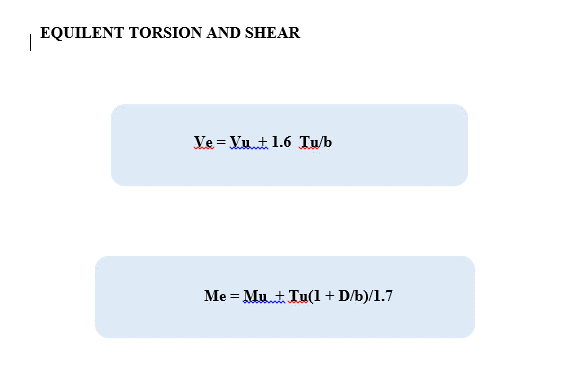 EQUILENT TORSION AND SHEAR
Ve = Vu + 1.6 Tu/b
Me = Mu + Tu(1 + D/b)/1.7